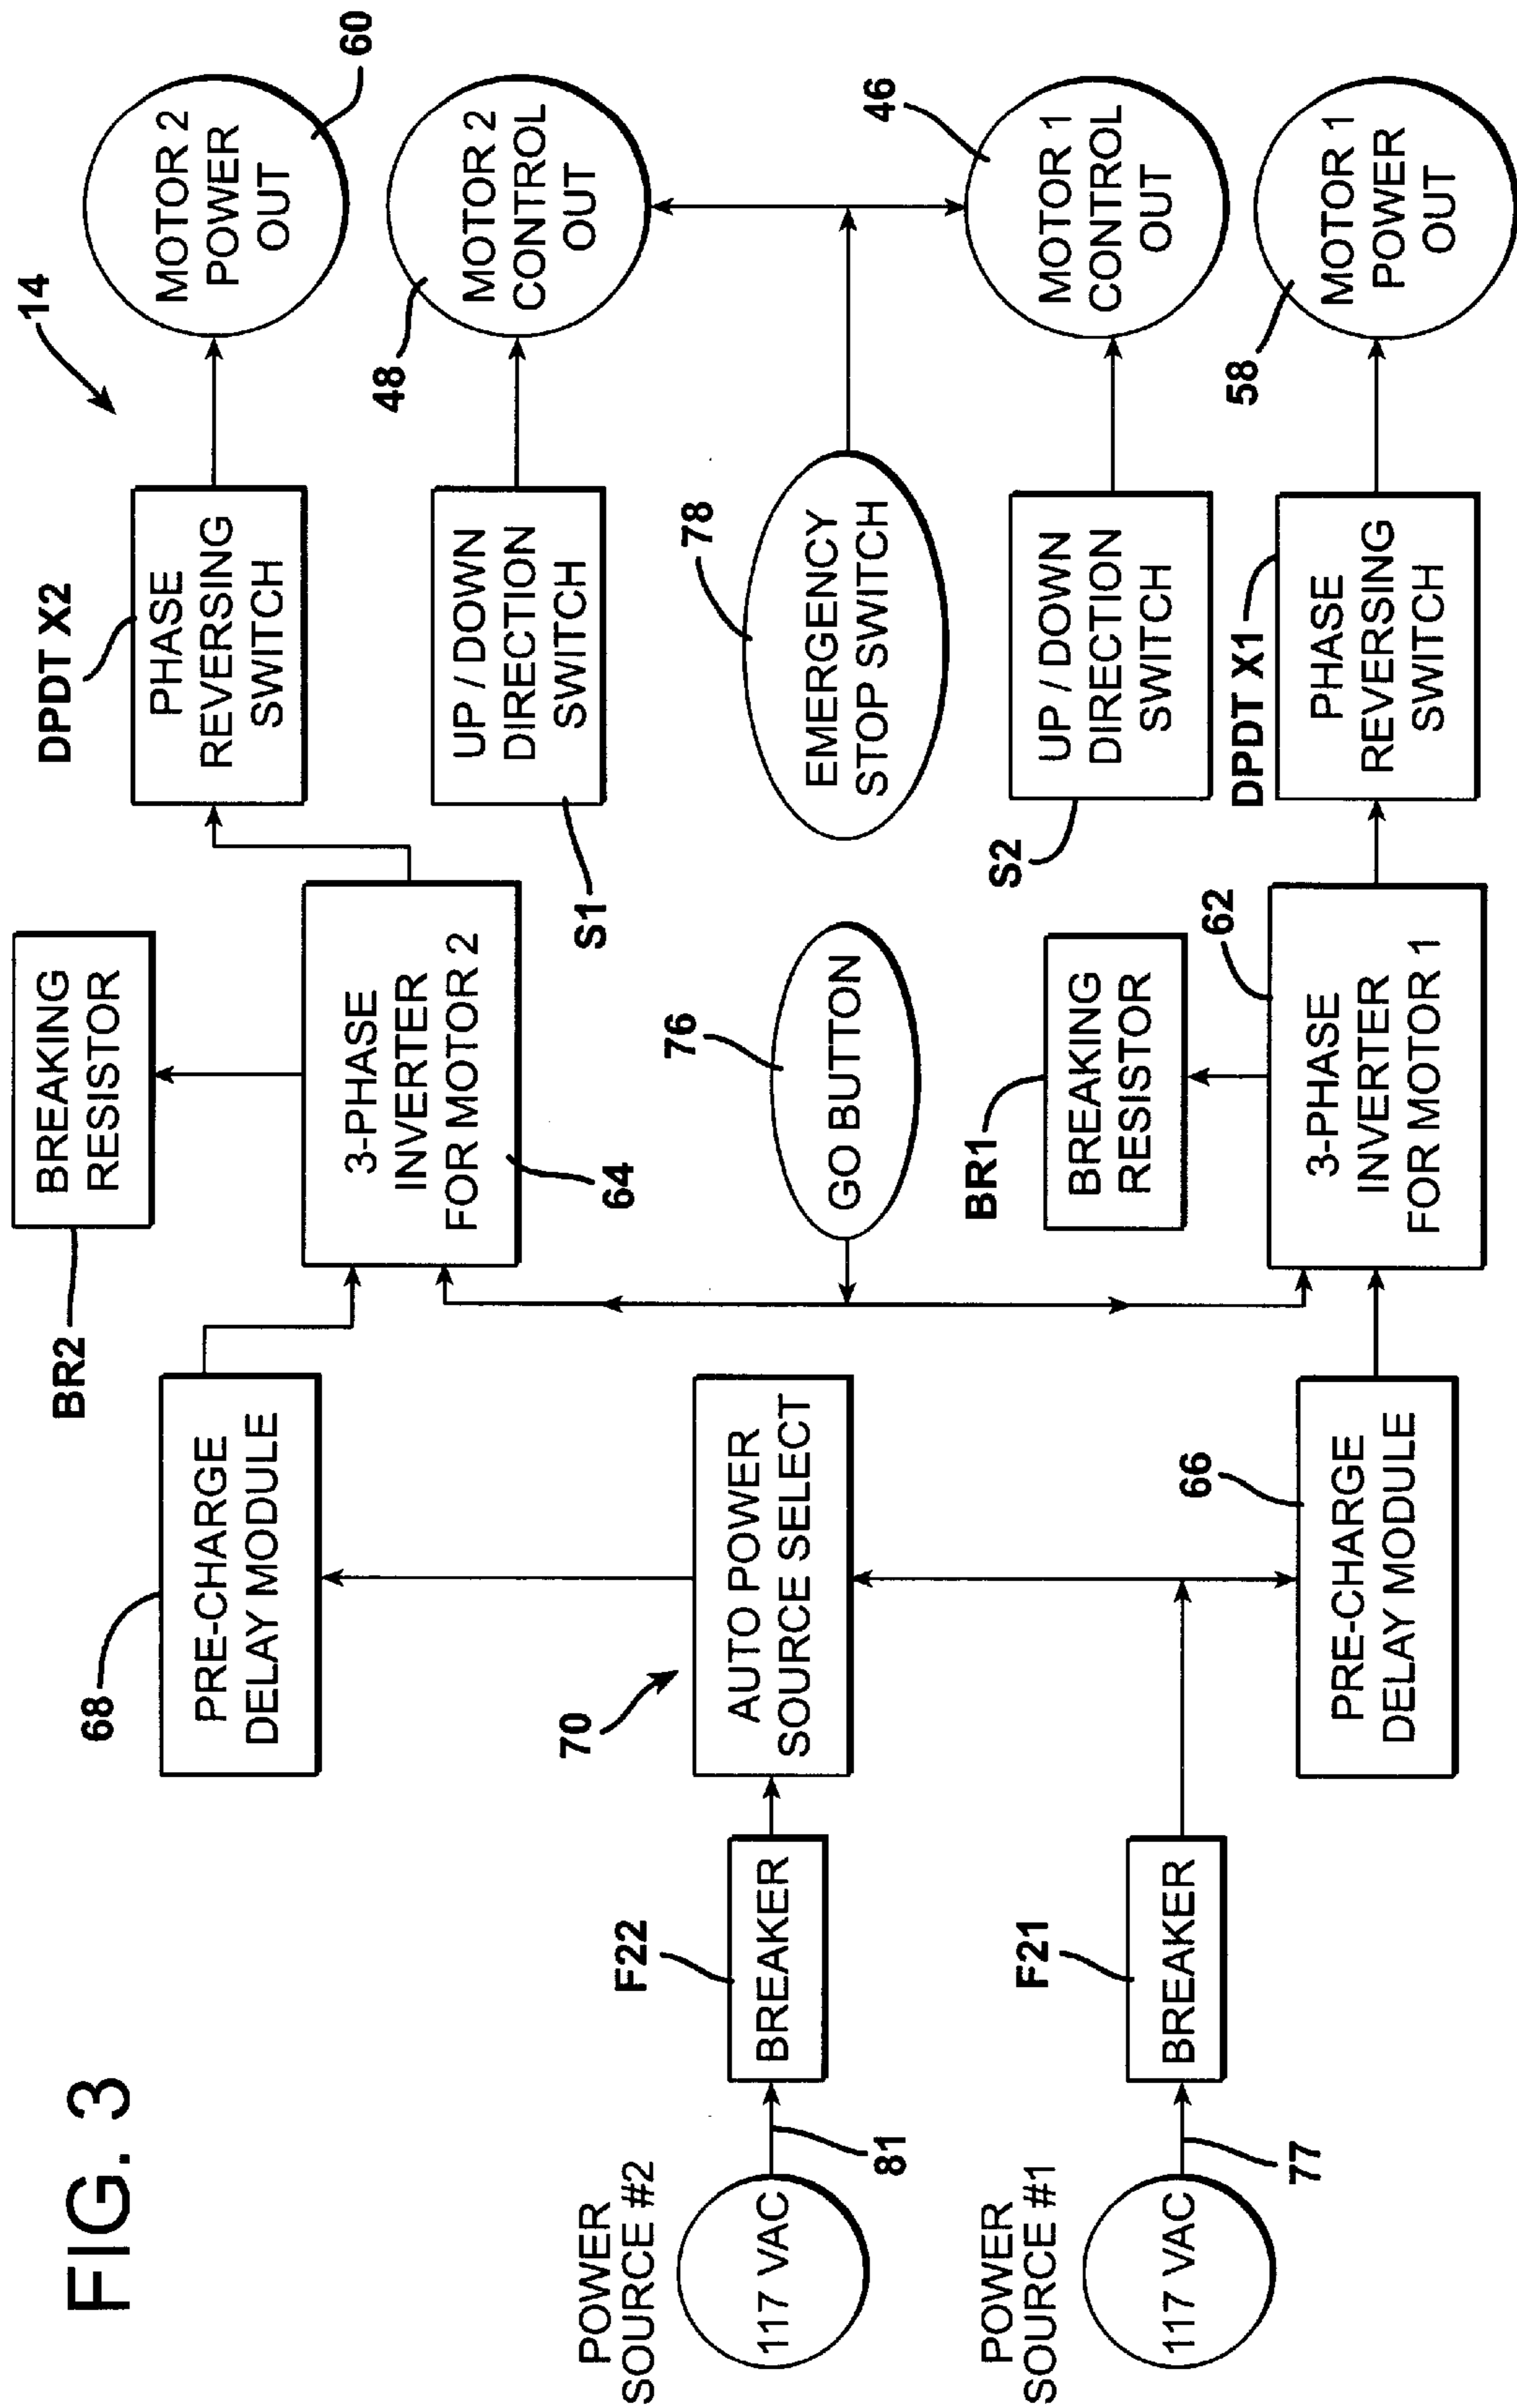 FIG. 3
14
BR2
BREAKING
RESISTOR
DPDT X2
PHASE
REVERSING
SWITCH
MOTOR 2
POWER
OUT
60
68
PRE-CHARGE
DELAY MODULE
3-PHASE
INVERTER
FOR MOTOR 2
64
UP / DOWN
DIRECTION
SWITCH
S1
48
MOTOR 2
CONTROL
OUT
POWER
SOURCE #2
117 VAC
81
F22
BREAKER
70
AUTO POWER
SOURCE SELECT
76
GO BUTTON
78
EMERGENCY
STOP SWITCH
46
MOTOR 1
CONTROL
OUT
UP / DOWN
DIRECTION
SWITCH
S2
BR1
BREAKING
RESISTOR
POWER
SOURCE #1
117 VAC
77
F21
BREAKER
66
PRE-CHARGE
DELAY MODULE
62
3-PHASE
INVERTER
FOR MOTOR 1
DPDT X1
PHASE
REVERSING
SWITCH
58
MOTOR 1
POWER
OUT